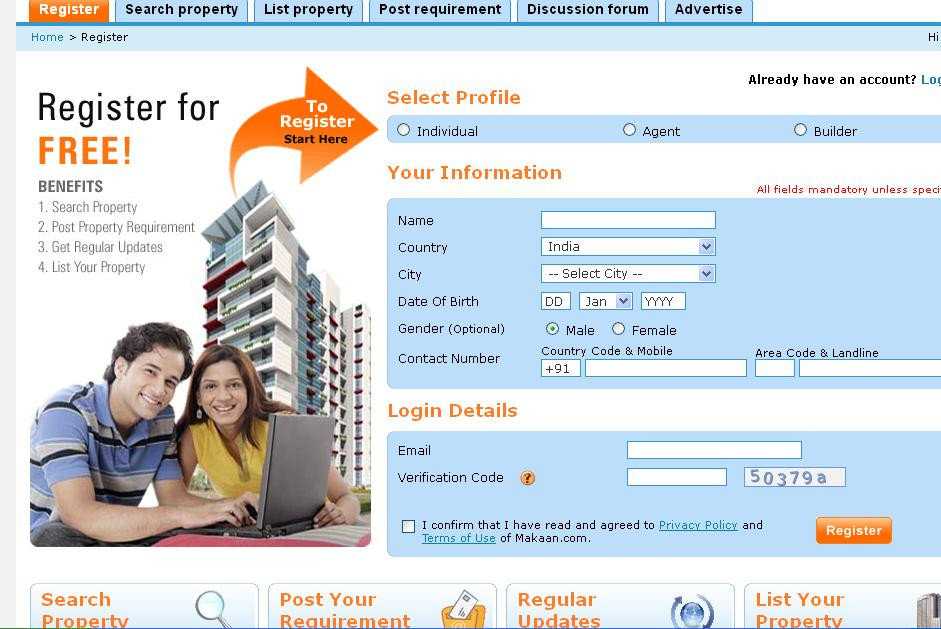 Register Search property List property Post requirement Discussion forum Advertise
Home > Register Hi
Already have an account?
Register for
FREE!
BENEFITS
1. Search Property
2. Post Property Requirement
3. Get Regular Updates
4. List Your Property
To
Register
Start Here
Select Profile
Individual Agent Builder
Your Information
All fields mandatory unless
Name
Country India
City -- Select City --
Date Of Birth DD Jan YYYY
Gender (Optional) Male Female
Country Code & Mobile Area Code & Landline
Contact Number +91
Login Details
Email
Verification Code ? 50379a
I confirm that I have read and agreed to Privacy Policy and
Terms of Use of Makaan.com.
Register
Search
Property
Post Your
Requirement
Regular
Updates
List Your
Property